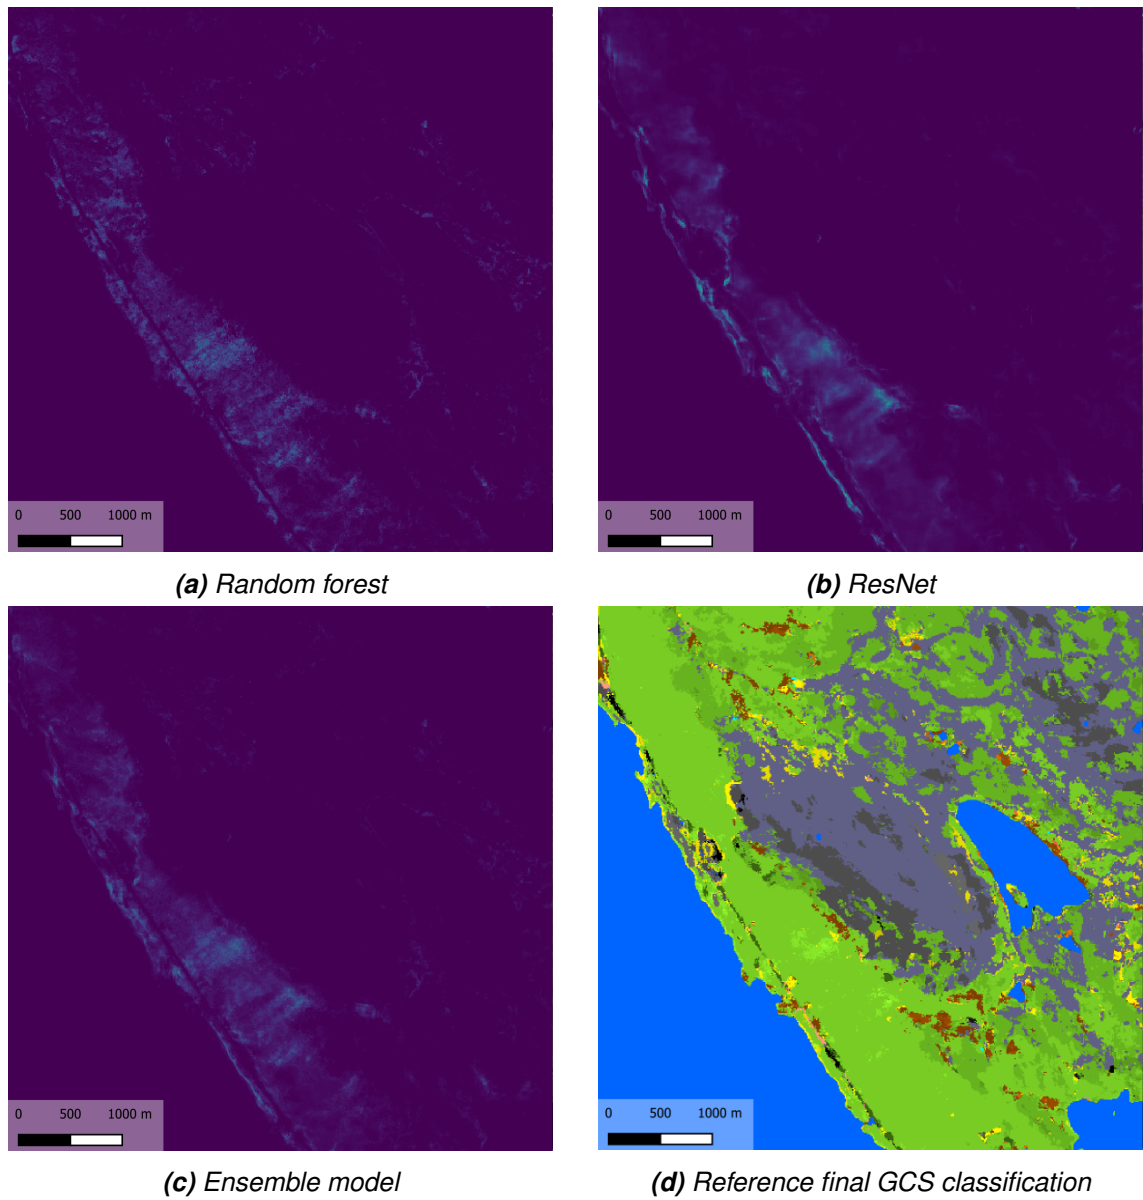 0 500 1000 m
0 500 1000 m
(a) Random forest
(b) ResNet
0 500 1000 m
0 500 1000 m
(c) Ensemble model
(d) Reference final GCS classification